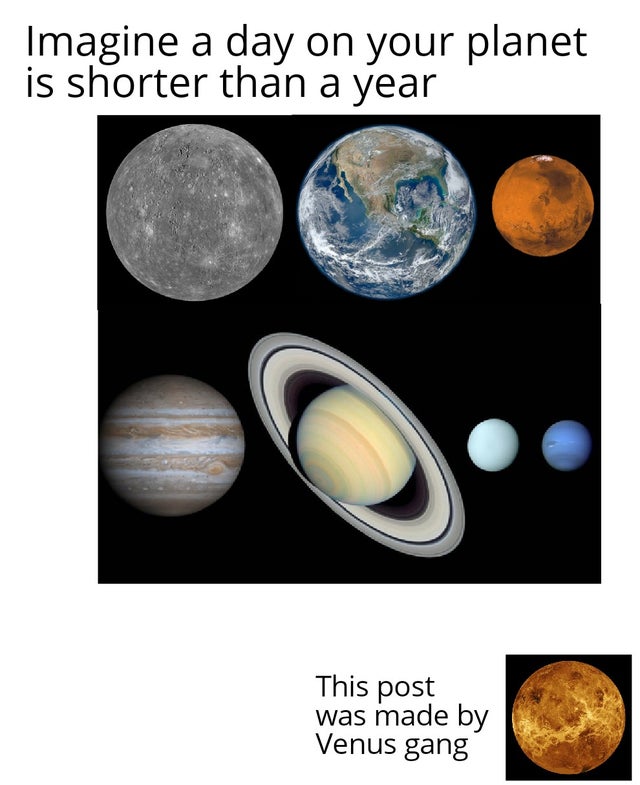 Imagine a day on your planet
is shorter than a year
This post
was made by
Venus gang